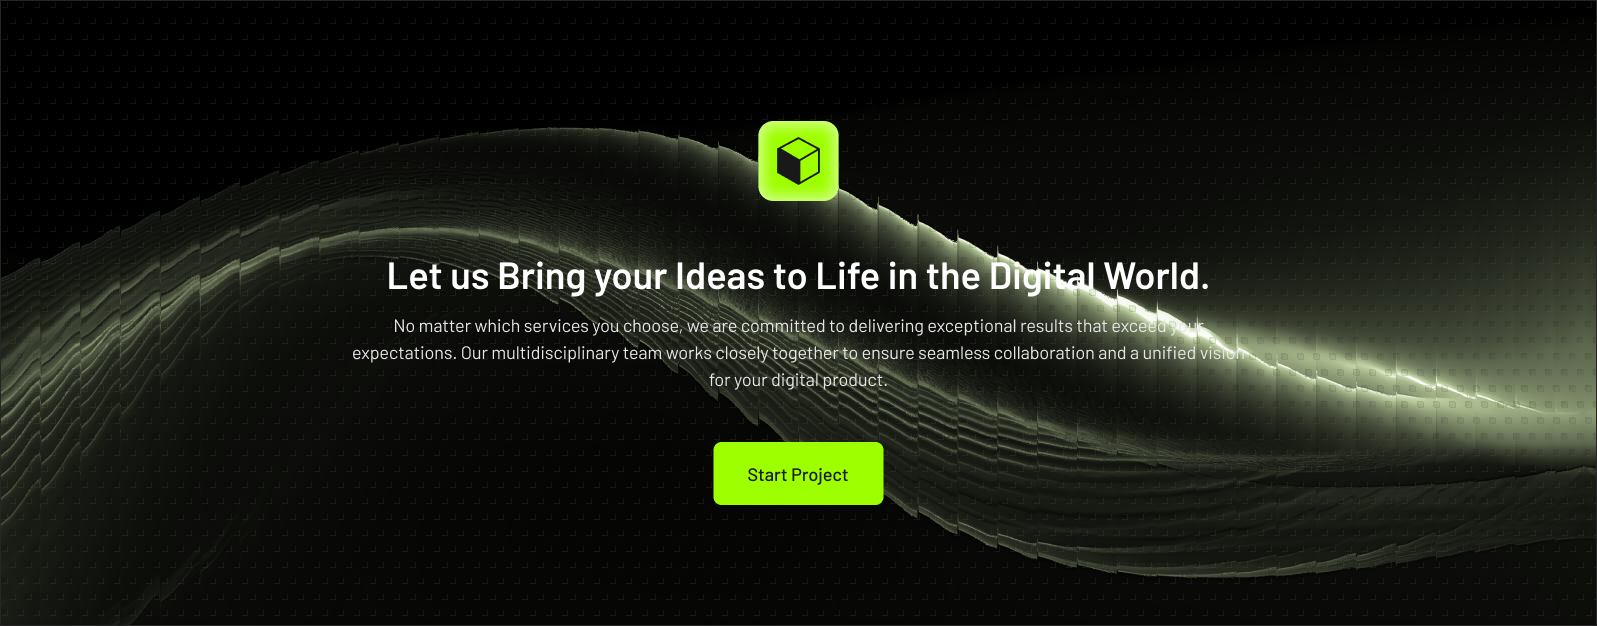 Let us Bring your Ideas to Life in the Digital World.
No matter which services you choose, we are committed to delivering exceptional results that exceed your
expectations. Our multidisciplinary team works closely together to ensure seamless collaboration and a unified vision
for your digital product.
Start Project